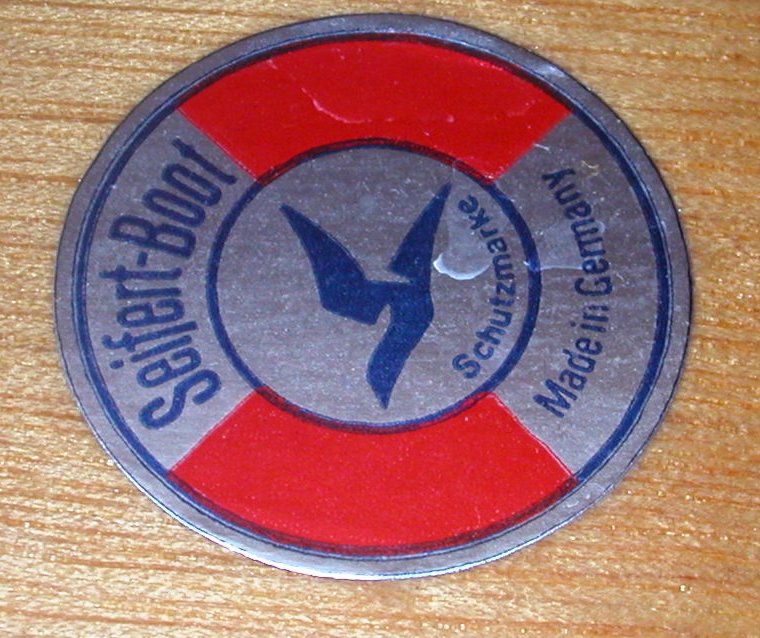 Seifert-Boot
Schutzmarke
Made in Germany